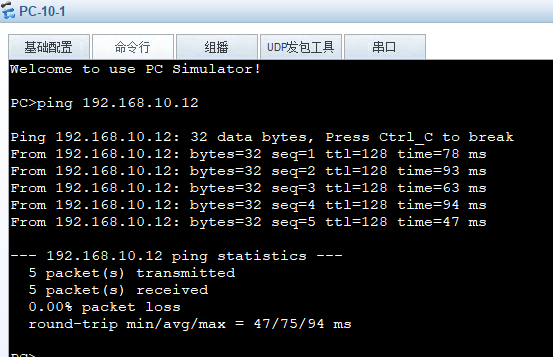 PC-10-1
基础配置 命令行 组播 UDP发包工具 串口
Welcome to use PC Simulator!
PC>ping 192.168.10.12
Ping 192.168.10.12: 32 data bytes, Press Ctrl_C to break
From 192.168.10.12: bytes=32 seq=1 ttl=128 time=78 ms
From 192.168.10.12: bytes=32 seq=2 ttl=128 time=93 ms
From 192.168.10.12: bytes=32 seq=3 ttl=128 time=63 ms
From 192.168.10.12: bytes=32 seq=4 ttl=128 time=94 ms
From 192.168.10.12: bytes=32 seq=5 ttl=128 time=47 ms
--- 192.168.10.12 ping statistics ---
5 packet(s) transmitted
5 packet(s) received
0.00% packet loss
round-trip min/avg/max = 47/75/94 ms
PC>